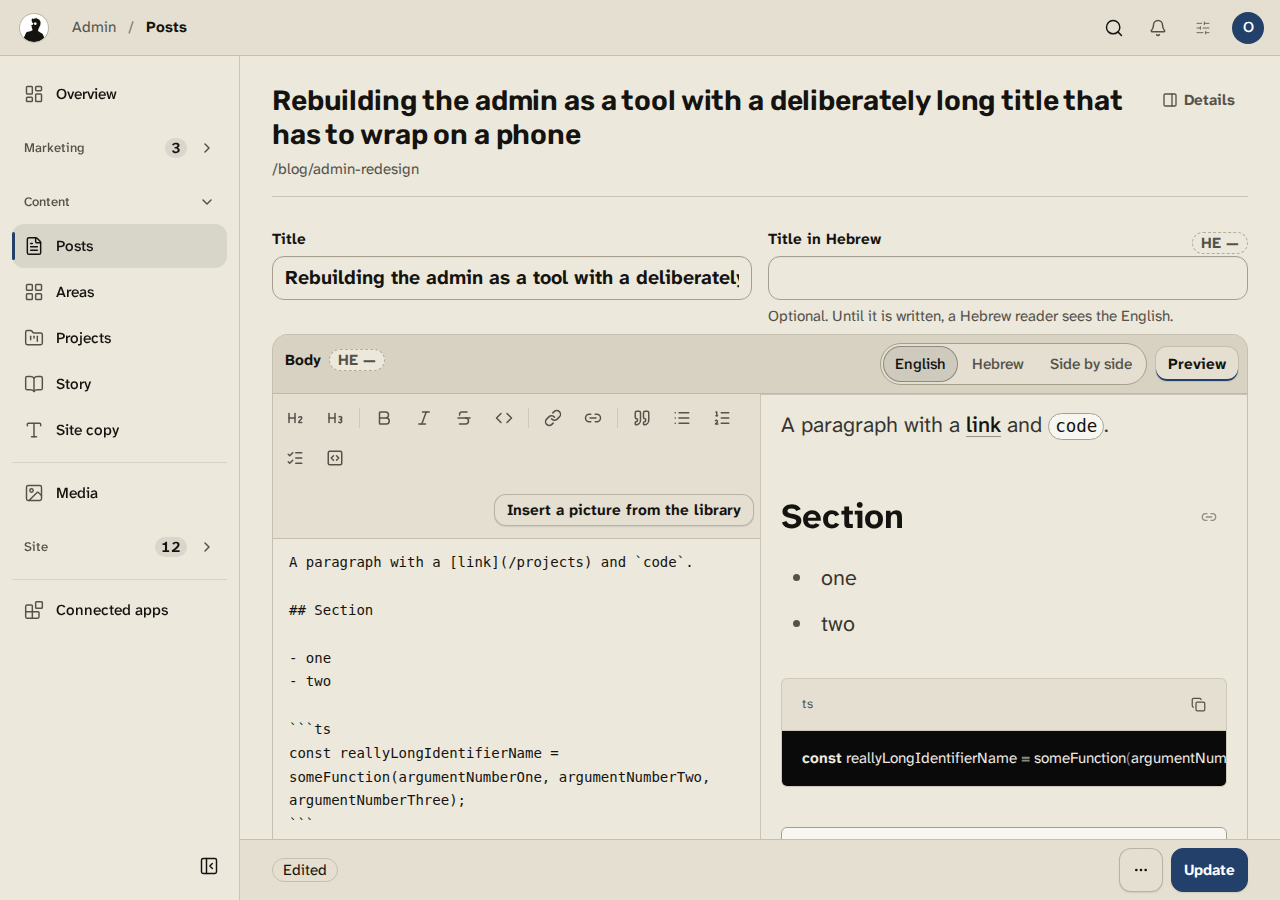 Admin / Posts
O
Overview
Marketing 3
Content
Posts
Areas
Projects
Story
Site copy
Media
Site 12
Connected apps
Rebuilding the admin as a tool with a deliberately long title that
has to wrap on a phone
Details
/blog/admin-redesign
Title
Rebuilding the admin as a tool with a deliberately
Title in Hebrew
HE —
Optional. Until it is written, a Hebrew reader sees the English.
Body HE —
English Hebrew Side by side Preview
H2 H3 B I S
Insert a picture from the library
A paragraph with a [link](/projects) and `code`.
## Section
- one
- two
```ts
const reallyLongIdentifierName =
someFunction(argumentNumberOne, argumentNumberTwo,
argumentNumberThree);
```
A paragraph with a link and code.
Section
• one
• two
ts
const reallyLongIdentifierName = someFunction(argumentNum
Edited
...
Update